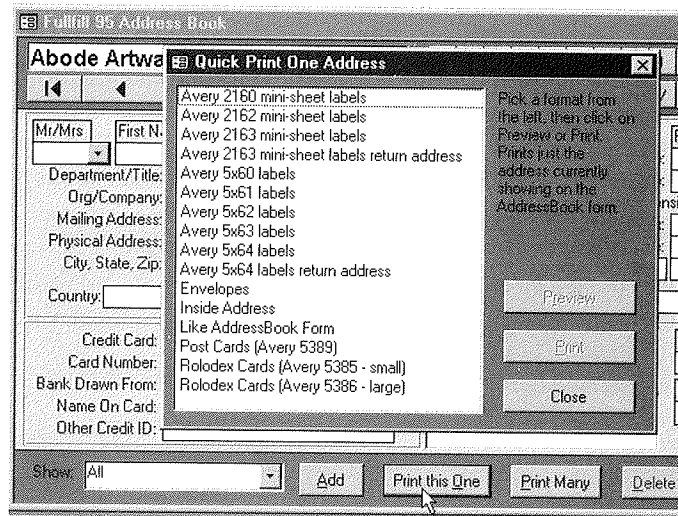 Fullfill 95 Address Book
Abode Artwa
Quick Print One Address
Mr/Mrs
First N
Department/Title:
Org/Company:
Mailing Address:
Physical Address:
City, State, Zip:
Country:
Credit Card:
Card Number:
Bank Drawn From:
Name On Card:
Other Credit ID:
Avery 2160 mini-sheet labels
Avery 2162 mini-sheet labels
Avery 2163 mini-sheet labels
Avery 2163 mini-sheet labels return address
Avery 5x60 labels
Avery 5x61 labels
Avery 5x62 labels
Avery 5x63 labels
Avery 5x64 labels
Avery 5x64 labels return address
Envelopes
Inside Address
Like AddressBook Form
Post Cards (Avery 5389)
Rolodex Cards (Avery 5385 - small)
Rolodex Cards (Avery 5386 - large)
Pick a format from
the left, then click on
Preview or Print.
Prints just the
address currently
showing on the
AddressBook form.
Preview
Print
Close
Show: All
Add
Print this One
Print Many
Delete